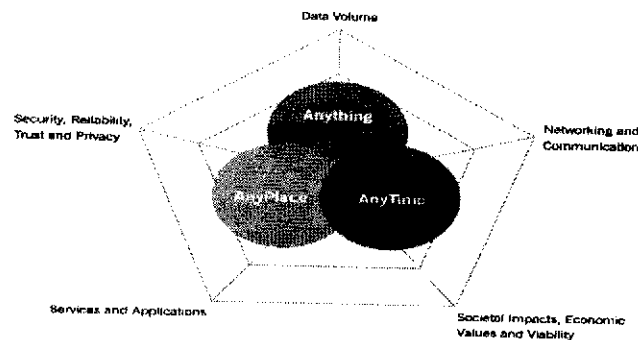 Data Volume
Anything
Security, Reliability,
Trust and Privacy
Networking and
Communication
AnyPlace
AnyTime
Services and Applications
Societal Impacts, Economic
Values and Viability